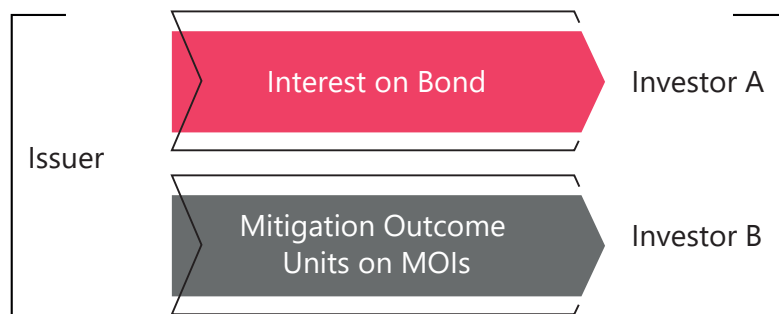 Issuer
Interest on Bond
Investor A
Mitigation Outcome
Units on MOIs
Investor B